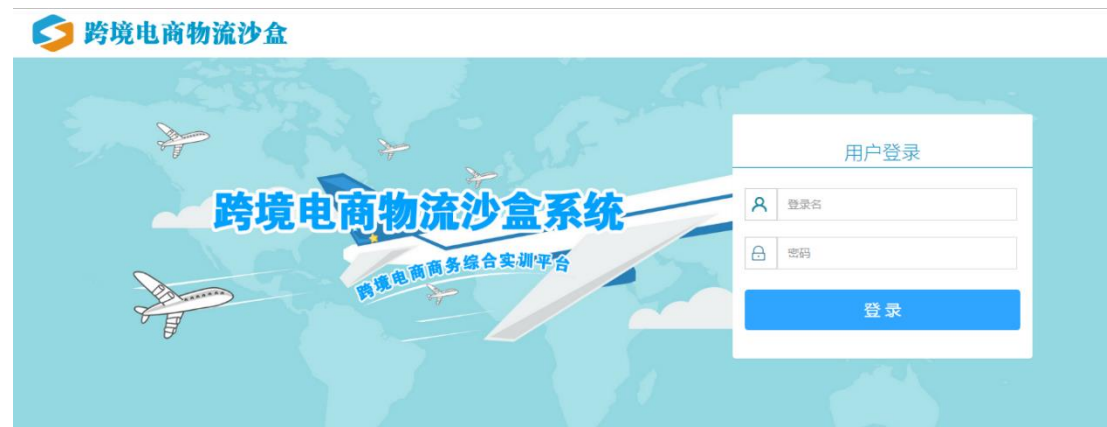 跨境电商物流沙盒
用户登录
跨境电商物流沙盒系统
登录名
跨境电商商务综合实训平台
密码
登录